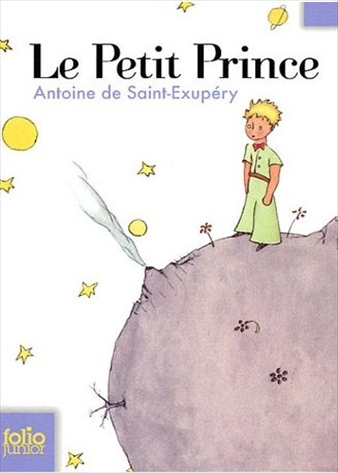 Le Petit Prince
Antoine de Saint-Exupéry
folio
junior